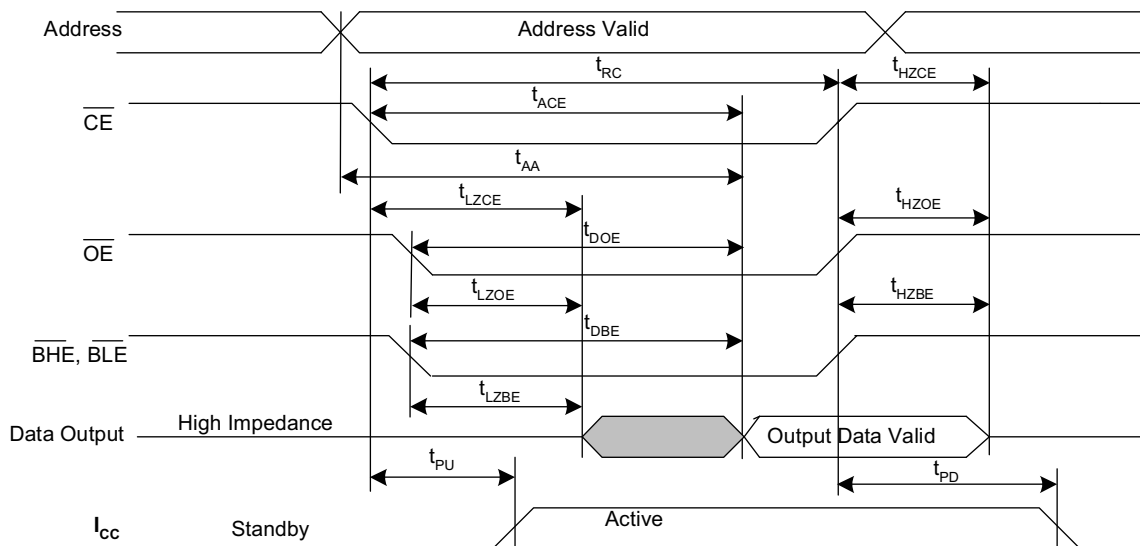 Address
Address Valid
tRC
tHZCE
tACE
CE
tAA
tLZCE
tHZOE
OE
tDOE
tLZOE
tHZBE
tDBE
BHE, BLE
tLZBE
Data Output
High Impedance
Output Data Valid
tPU
tPD
ICC
Standby
Active